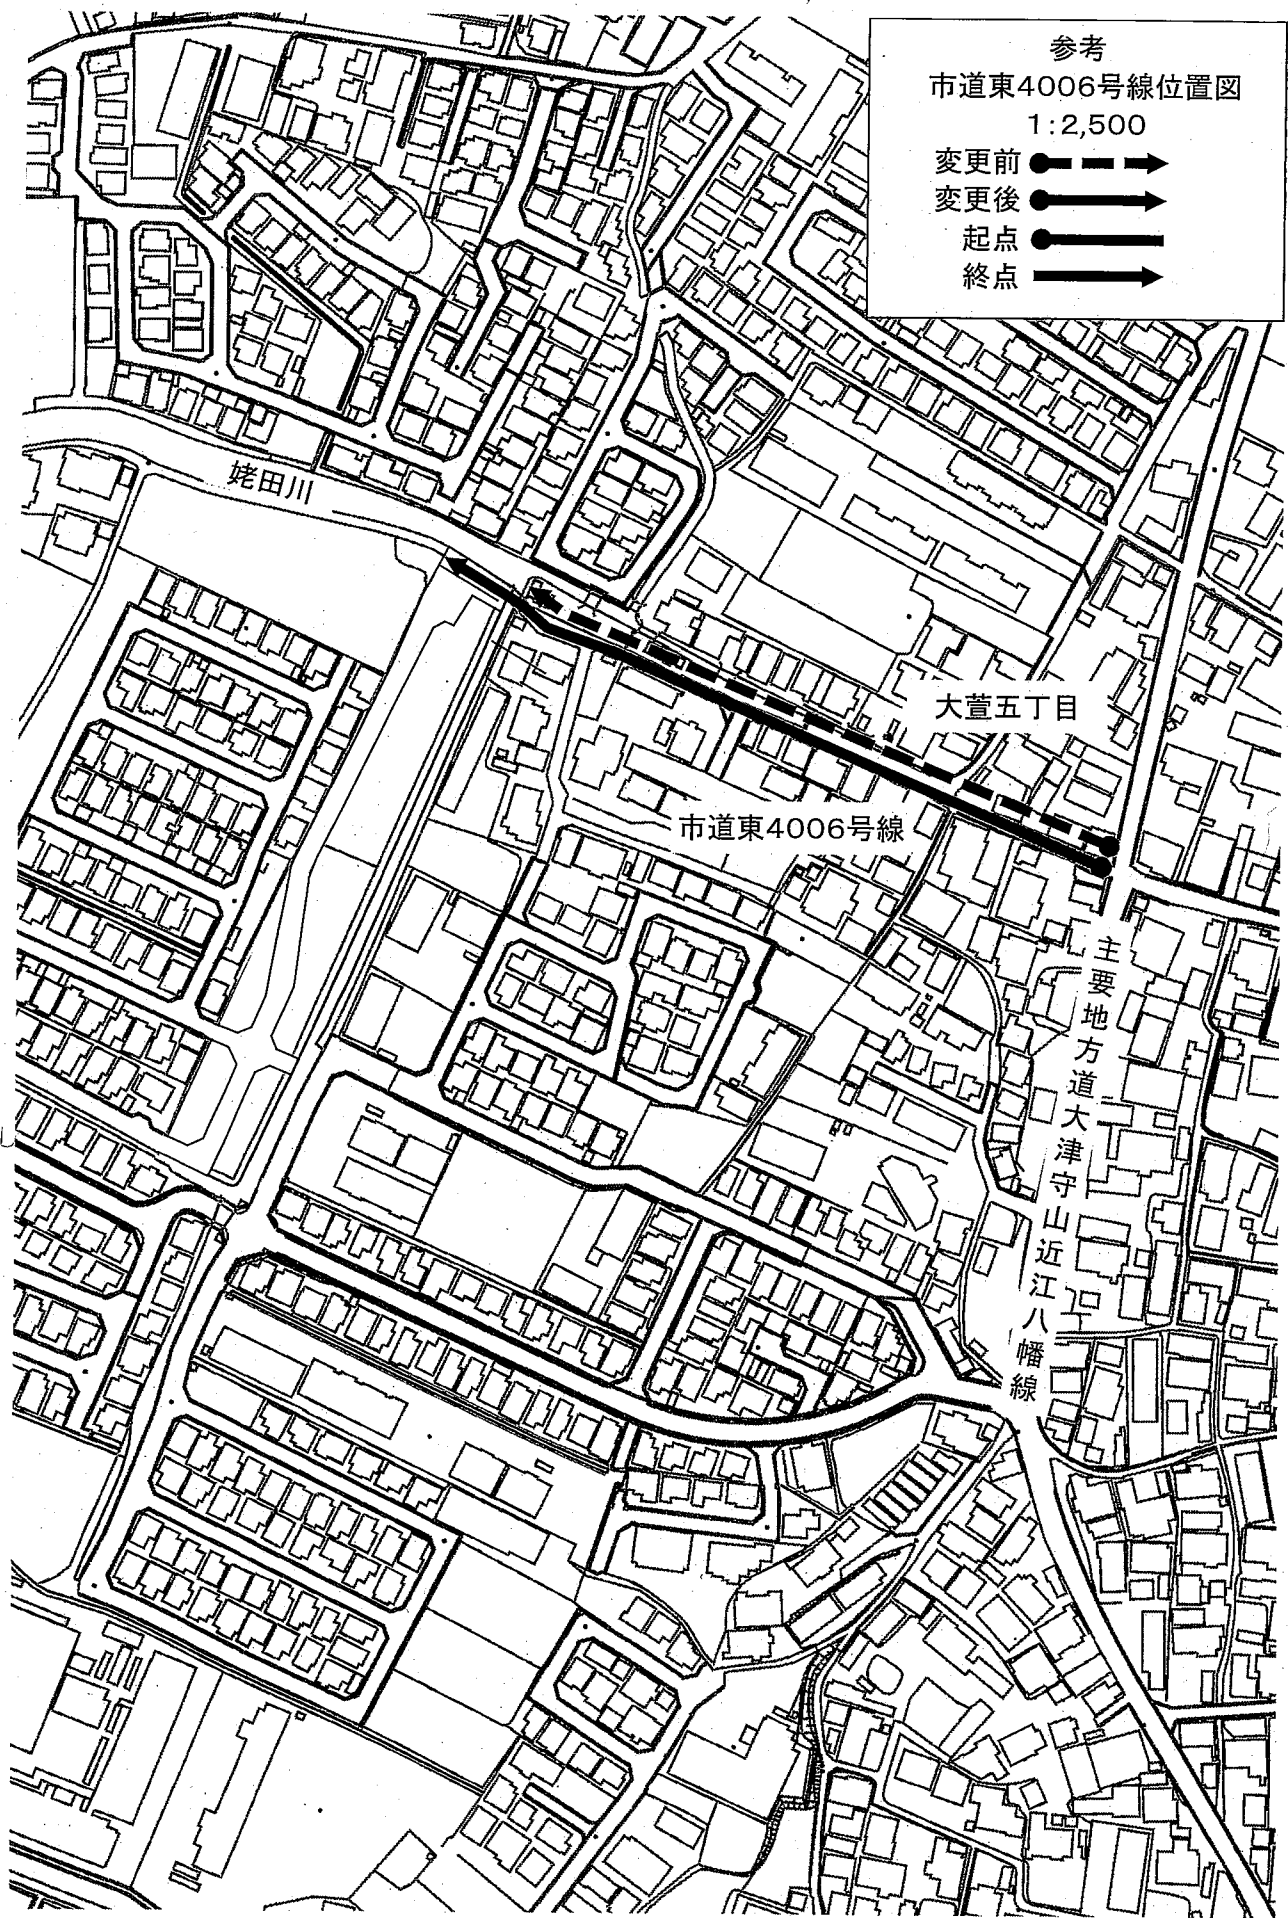 参考
市道東4006号線位置図
1:2,500
変更前
変更後
起点
終点
姥田川
大萱五丁目
市道東4006号線
主要地方道大津守山近江八幡線